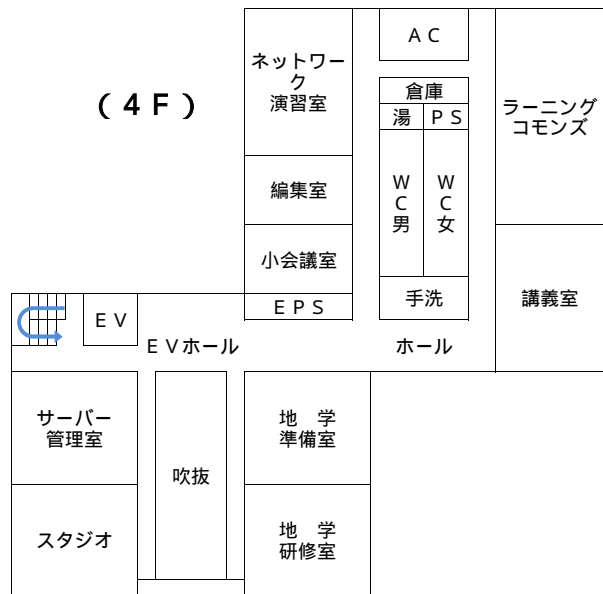 (4F)
ネットワー
ク
演習室
AC
倉庫
湯
PS
ラーニング
コモンズ
編集室
WC男
WC女
小会議室
EPS
手洗
講義室
EV
EVホール
ホール
サーバー
管理室
吹抜
地 学
準備室
スタジオ
地 学
研修室